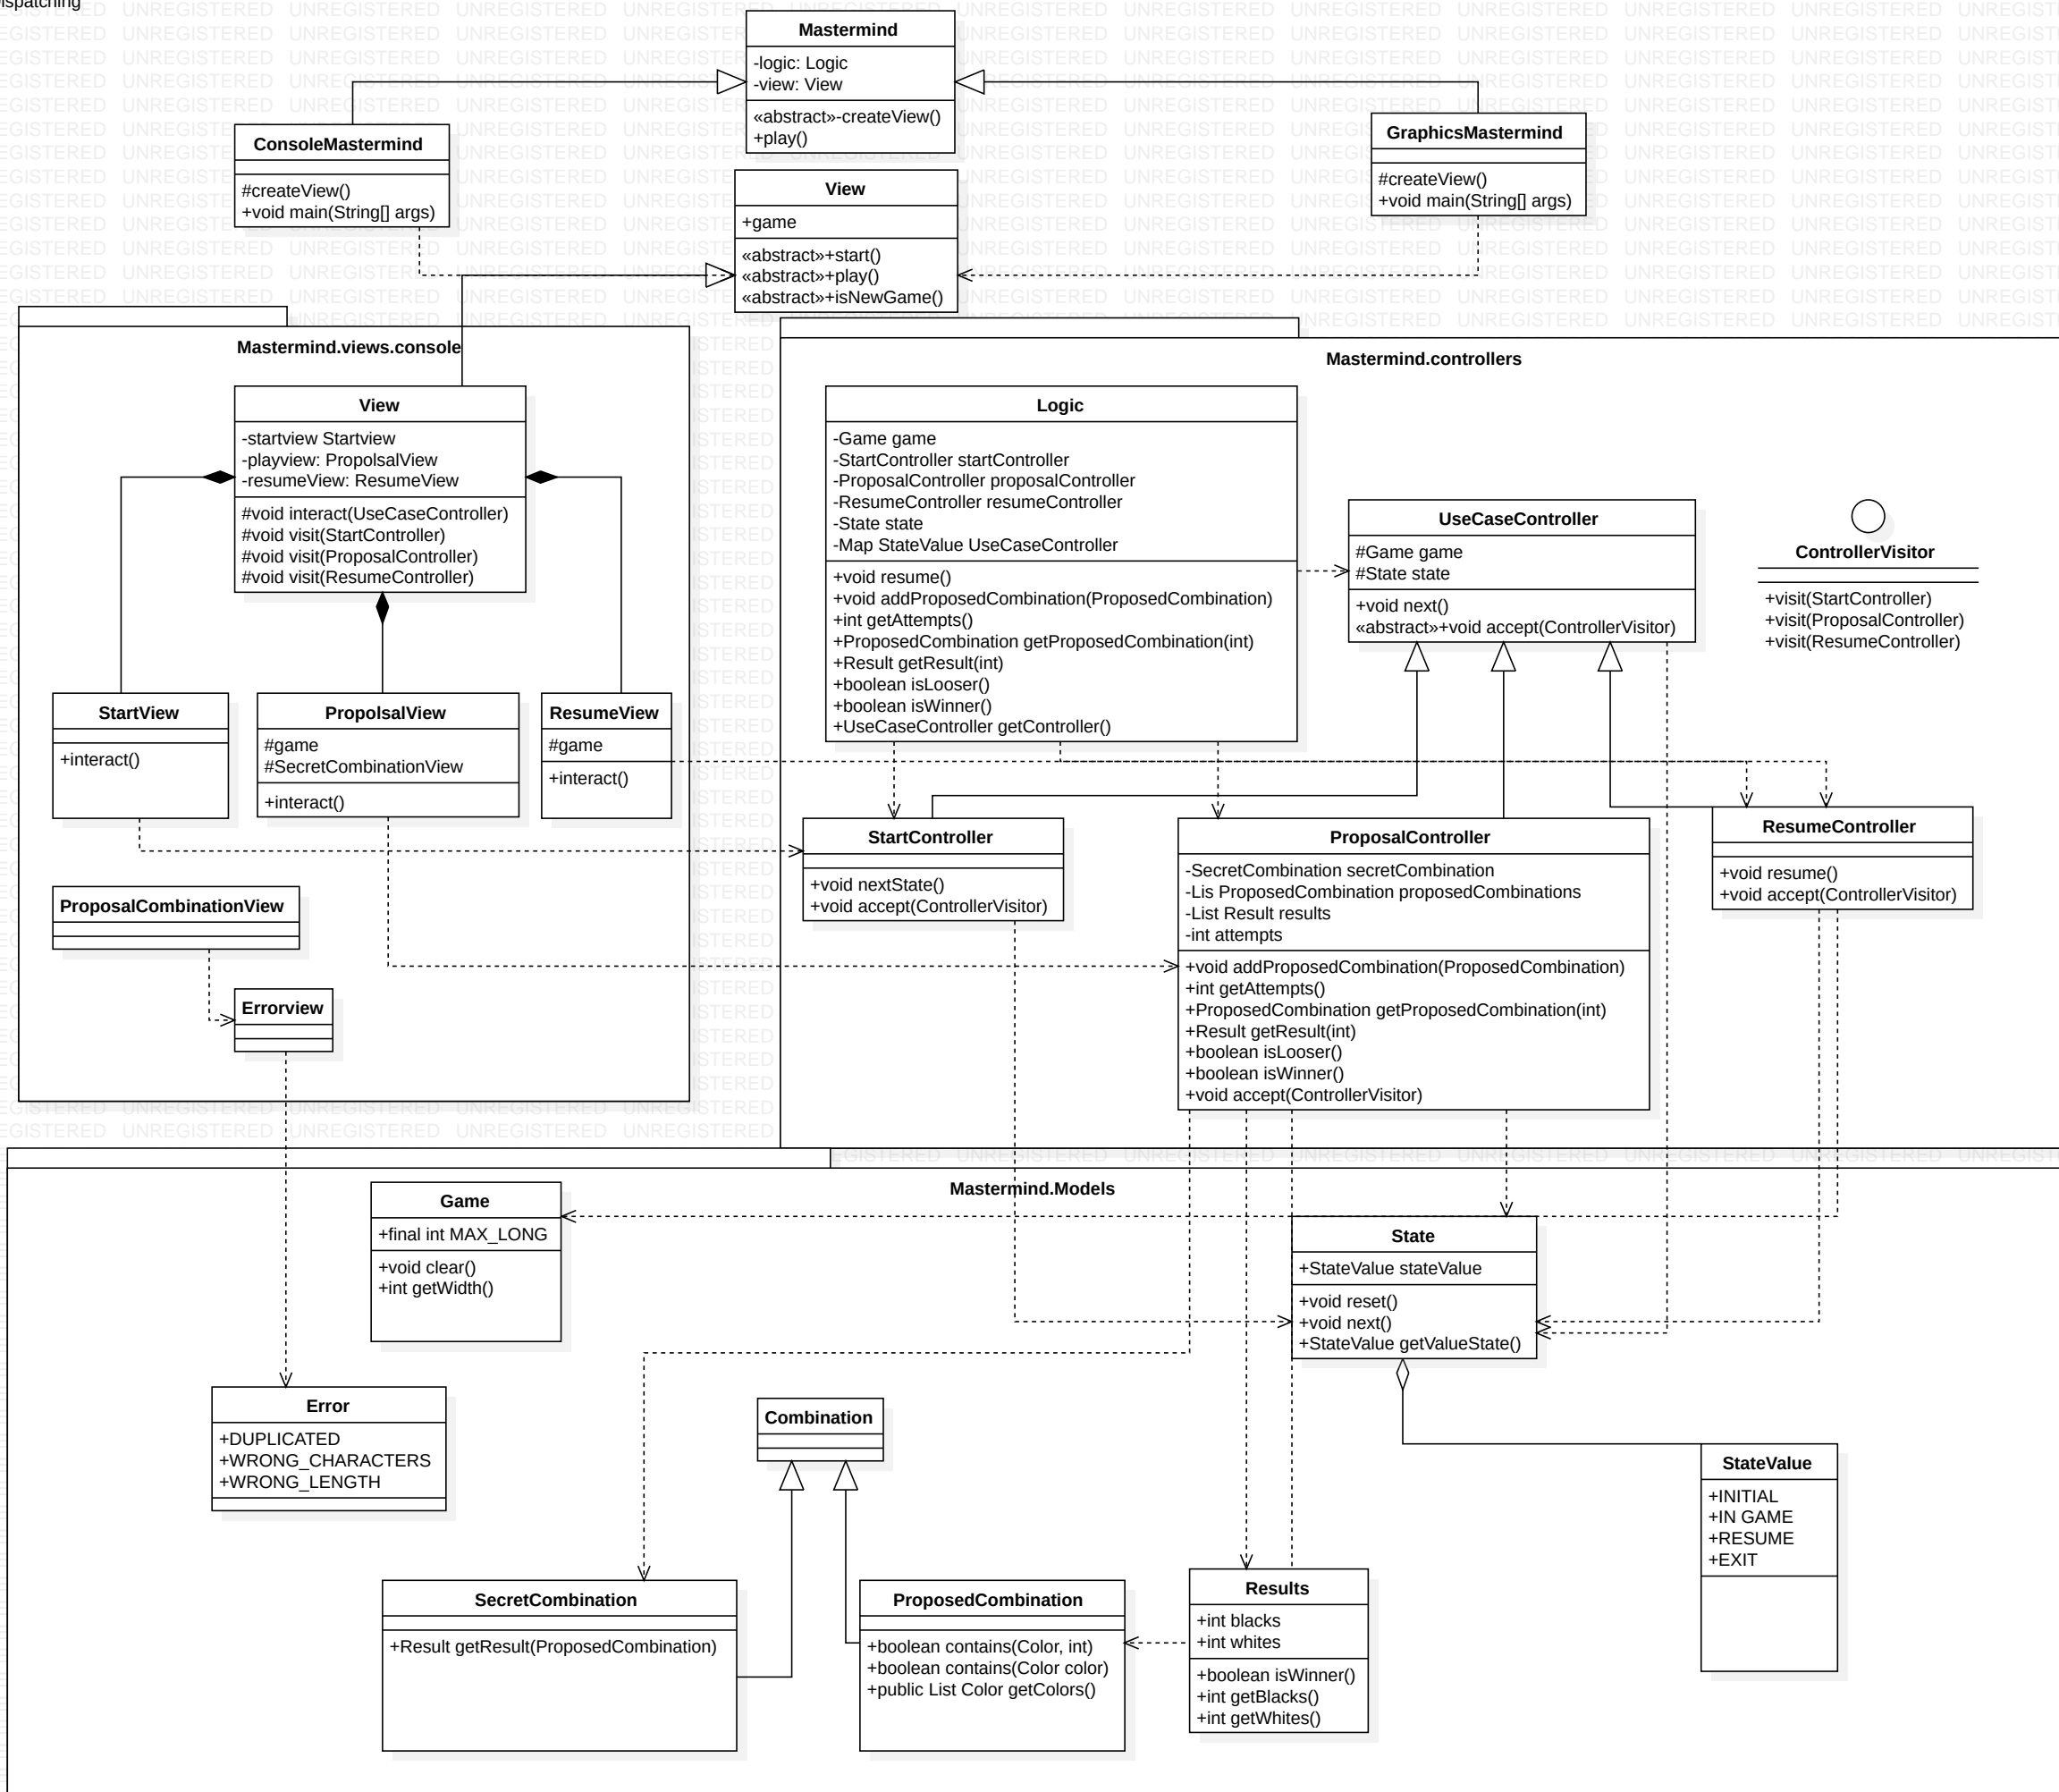 Mastermind
-logic: Logic
-view: View
«abstract»-createView()
+play()
ConsoleMastermind
#createView()
+void main(String[] args)
GraphicsMastermind
#createView()
+void main(String[] args)
View
+game
«abstract»+start()
«abstract»+play()
«abstract»+isNewGame()
Mastermind.views.console
View
-startview Startview
-playview: PropolsalView
-resumeView: ResumeView
#void interact(UseCaseController)
#void visit(StartController)
#void visit(ProposalController)
#void visit(ResumeController)
StartView
+interact()
PropolsalView
#game
#SecretCombinationView
+interact()
ResumeView
#game
+interact()
ProposalCombinationView
Errorview
Mastermind.controllers
Logic
-Game game
-StartController startController
-ProposalController proposalController
-ResumeController resumeController
-State state
-Map StateValue UseCaseController
+void resume()
+void addProposedCombination(ProposedCombination)
+int getAttempts()
+ProposedCombination getProposedCombination(int)
+Result getResult(int)
+boolean isLooser()
+boolean isWinner()
+UseCaseController getController()
UseCaseController
#Game game
#State state
+void next()
«abstract»+void accept(ControllerVisitor)
ControllerVisitor
+visit(StartController)
+visit(ProposalController)
+visit(ResumeController)
StartController
+void nextState()
+void accept(ControllerVisitor)
ProposalController
-SecretCombination secretCombination
-Lis ProposedCombination proposedCombinations
-List Result results
-int attempts
+void addProposedCombination(ProposedCombination)
+int getAttempts()
+ProposedCombination getProposedCombination(int)
+Result getResult(int)
+boolean isLooser()
+boolean isWinner()
+void accept(ControllerVisitor)
ResumeController
+void resume()
+void accept(ControllerVisitor)
Mastermind.Models
Game
+final int MAX_LONG
+void clear()
+int getWidth()
State
+StateValue stateValue
+void reset()
+void next()
+StateValue getValueState()
Error
+DUPLICATED
+WRONG_CHARACTERS
+WRONG_LENGTH
Combination
StateValue
+INITIAL
+IN GAME
+RESUME
+EXIT
SecretCombination
+Result getResult(ProposedCombination)
ProposedCombination
+boolean contains(Color, int)
+boolean contains(Color color)
+public List Color getColors()
Results
+int blacks
+int whites
+boolean isWinner()
+int getBlacks()
+int getWhites()